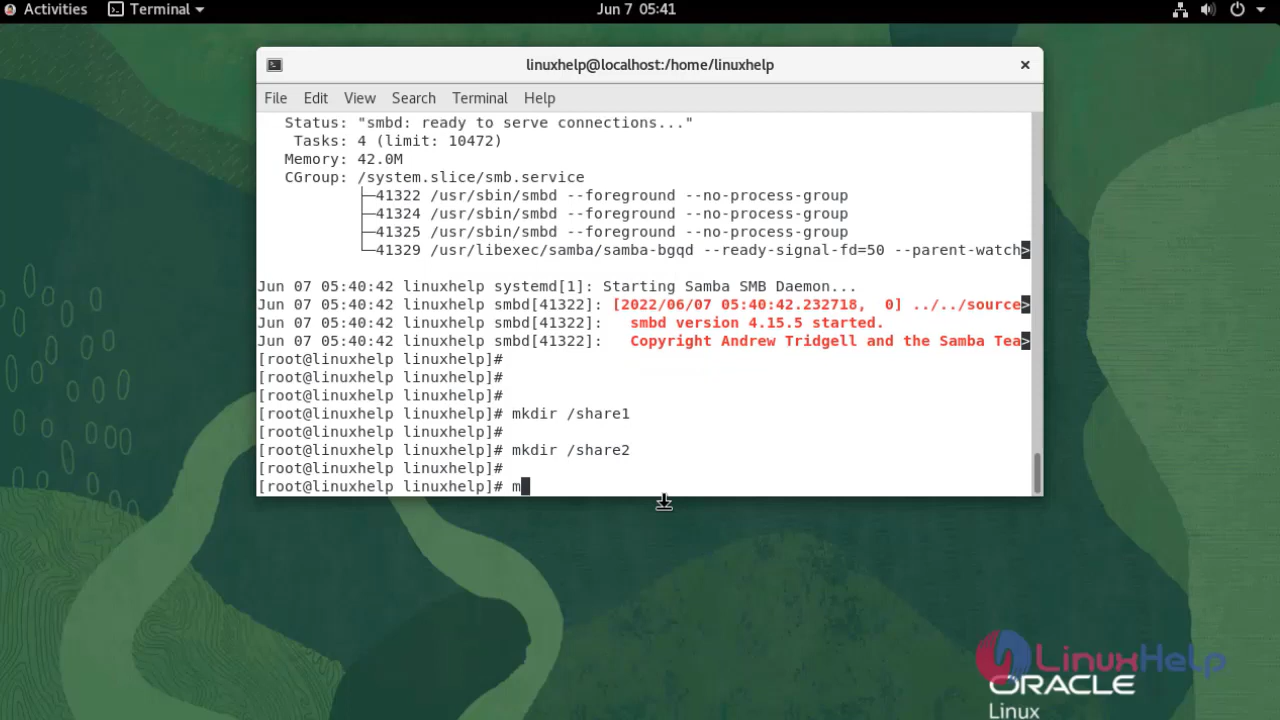 Activities Terminal Jun 7 05:41
linuxhelp@localhost:/home/linuxhelp ×
File Edit View Search Terminal Help
Status: "smbd: ready to serve connections..."
Tasks: 4 (limit: 10472)
Memory: 42.0M
CGroup: /system.slice/smb.service
├─41322 /usr/sbin/smbd --foreground --no-process-group
├─41324 /usr/sbin/smbd --foreground --no-process-group
├─41325 /usr/sbin/smbd --foreground --no-process-group
└─41329 /usr/libexec/samba/samba-bgqd --ready-signal-fd=50 --parent-watch>
Jun 07 05:40:42 linuxhelp systemd[1]: Starting Samba SMB Daemon...
Jun 07 05:40:42 linuxhelp smbd[41322]: [2022/06/07 05:40:42.232718,  0] ../../source>
Jun 07 05:40:42 linuxhelp smbd[41322]:   smbd version 4.15.5 started.
Jun 07 05:40:42 linuxhelp smbd[41322]:   Copyright Andrew Tridgell and the Samba Tea>
[root@linuxhelp linuxhelp]#
[root@linuxhelp linuxhelp]#
[root@linuxhelp linuxhelp]#
[root@linuxhelp linuxhelp]# mkdir /share1
[root@linuxhelp linuxhelp]#
[root@linuxhelp linuxhelp]# mkdir /share2
[root@linuxhelp linuxhelp]#
[root@linuxhelp linuxhelp]# m
LinuxHelp
ORACLE
Linux